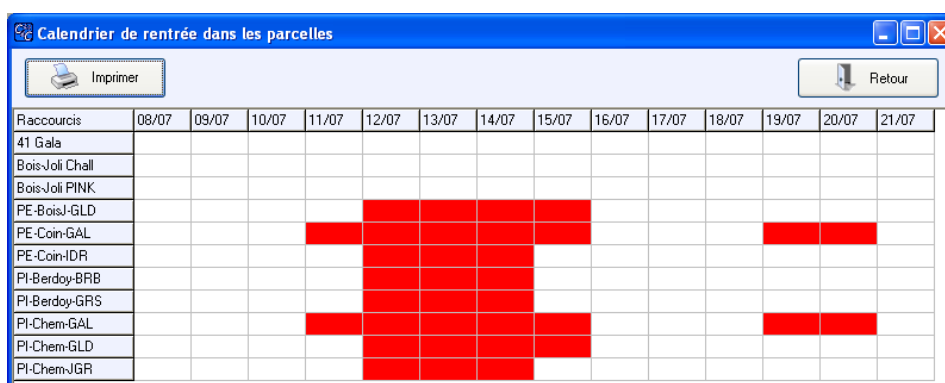 Calendrier de rentrée dans les parcelles
Imprimer Retour
Raccourcis 08/07 09/07 10/07 11/07 12/07 13/07 14/07 15/07 16/07 17/07 18/07 19/07 20/07 21/07
41 Gala
Bois-Joli Chall
Bois-Joli PINK
PE-BoisJ-GLD
PE-Coin-GAL
PE-Coin-IDR
PI-Berdoy-BRB
PI-Berdoy-GRS
PI-Chem-GAL
PI-Chem-GLD
PI-Chem-JGR